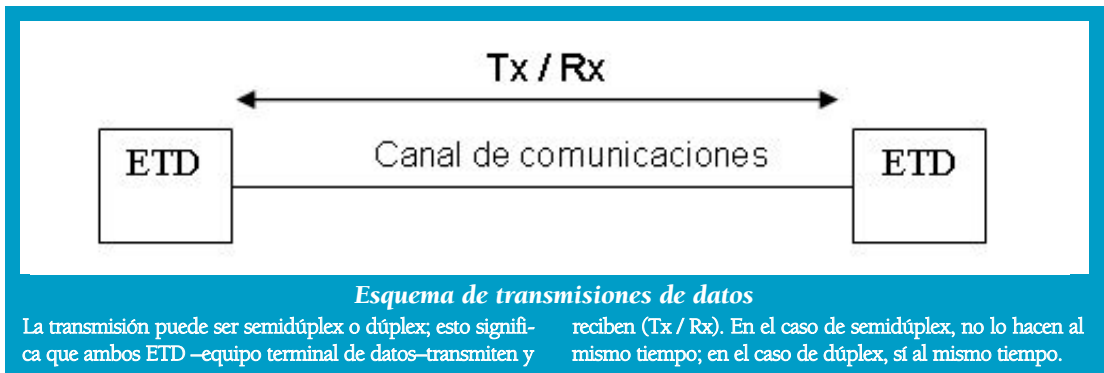 Tx / Rx
ETD
Canal de comunicaciones
ETD
Esquema de transmisiones de datos
La transmisión puede ser semidúplex o dúplex; esto signifi-
ca que ambos ETD –equipo terminal de datos–transmiten y
reciben (Tx / Rx). En el caso de semidúplex, no lo hacen al
mismo tiempo; en el caso de dúplex, sí al mismo tiempo.